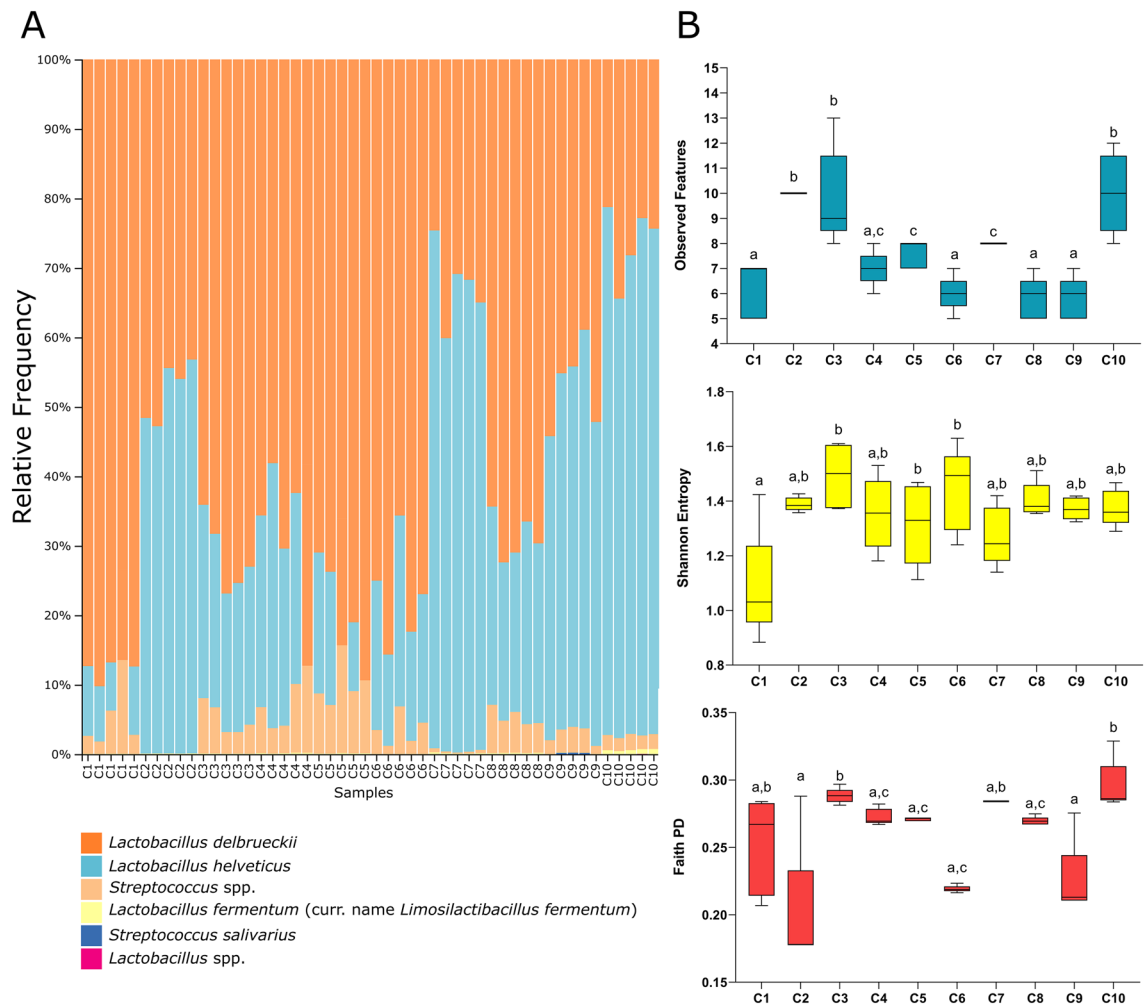 A
100%
90%
80%
70%
60%
50%
40%
30%
20%
10%
0%
Relative Frequency
C1 C1 C1 C1 C1 C2 C2 C2 C2 C2 C3 C3 C3 C3 C3 C4 C4 C4 C4 C4 C5 C5 C5 C5 C5 C6 C6 C6 C6 C6 C7 C7 C7 C7 C7 C8 C8 C8 C8 C8 C9 C9 C9 C9 C9 C10 C10 C10 C10 C10
Samples
Lactobacillus delbrueckii
Lactobacillus helveticus
Streptococcus spp.
Lactobacillus fermentum (curr. name Limosilactibacillus fermentum)
Streptococcus salivarius
Lactobacillus spp.
B
Observed Features
15
14
13
12
11
10
9
8
7
6
5
4
a b b a,c c a c a a b
C1 C2 C3 C4 C5 C6 C7 C8 C9 C10
Shannon Entropy
1.8
1.6
1.4
1.2
1.0
0.8
a a,b b a,b b b a,b a,b a,b a,b
C1 C2 C3 C4 C5 C6 C7 C8 C9 C10
Faith PD
0.35
0.30
0.25
0.20
0.15
a,b a b a,c a,c a,c a,b a,c a b
C1 C2 C3 C4 C5 C6 C7 C8 C9 C10